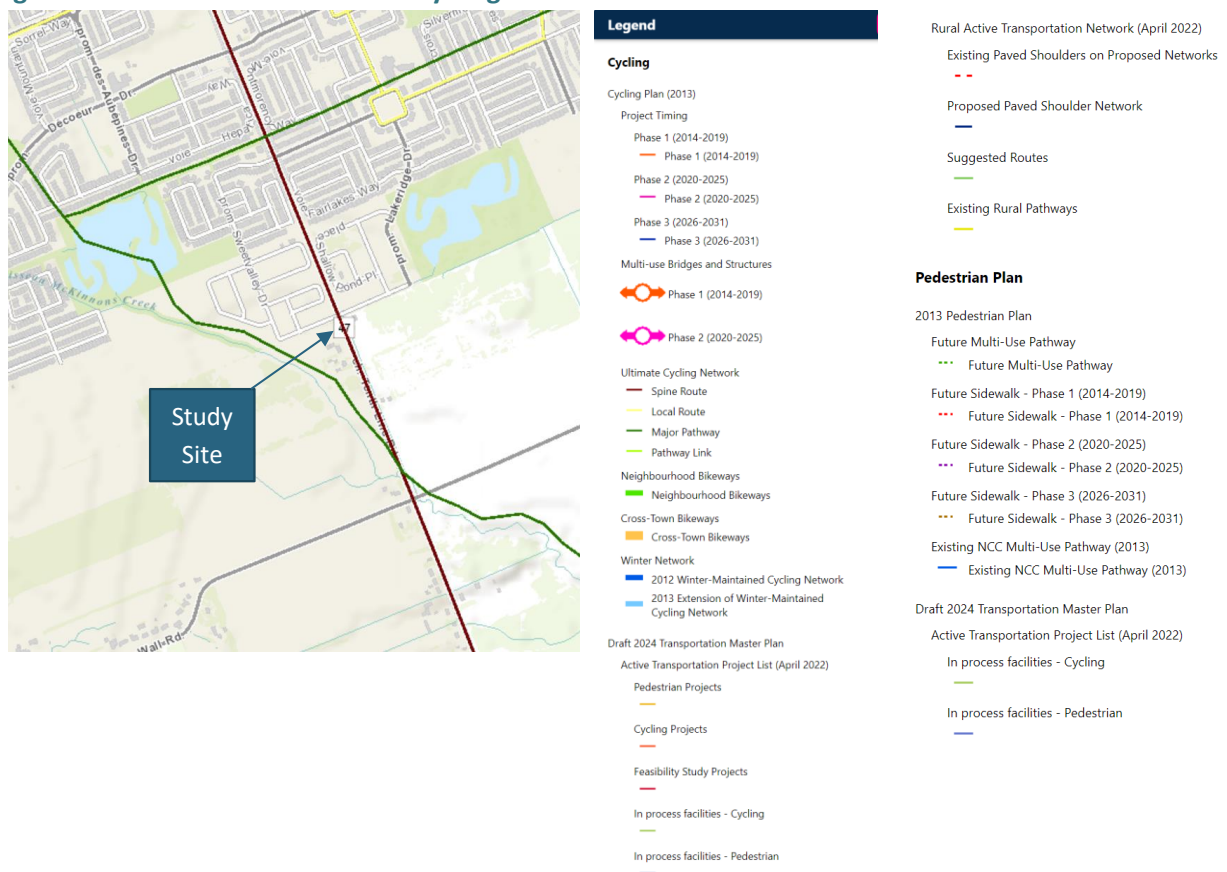 Sorrel-Way
Voie Mountain
prom-des-Aubépines-Dr
Decoeur-Dr
Voie
Montmorency Way
Hepatica Way
Voie
Fairlakes Way
place
Shallow
Pond-Pl
prom
Sweetvalley-Dr
prom
Lakeridge-Dr
McKinnons Creek
47
Wall-Rd
Study
Site
Legend
Cycling
Cycling Plan (2013)
Project Timing
Phase 1 (2014-2019)
Phase 1 (2014-2019)
Phase 2 (2020-2025)
Phase 2 (2020-2025)
Phase 3 (2026-2031)
Phase 3 (2026-2031)
Multi-use Bridges and Structures
Phase 1 (2014-2019)
Phase 2 (2020-2025)
Ultimate Cycling Network
Spine Route
Local Route
Major Pathway
Pathway Link
Neighbourhood Bikeways
Neighbourhood Bikeways
Cross-Town Bikeways
Cross-Town Bikeways
Winter Network
2012 Winter-Maintained Cycling Network
2013 Extension of Winter-Maintained
Cycling Network
Draft 2024 Transportation Master Plan
Active Transportation Project List (April 2022)
Pedestrian Projects
Cycling Projects
Feasibility Study Projects
In process facilities - Cycling
In process facilities - Pedestrian
Rural Active Transportation Network (April 2022)
Existing Paved Shoulders on Proposed Networks
Proposed Paved Shoulder Network
Suggested Routes
Existing Rural Pathways
Pedestrian Plan
2013 Pedestrian Plan
Future Multi-Use Pathway
Future Multi-Use Pathway
Future Sidewalk - Phase 1 (2014-2019)
Future Sidewalk - Phase 1 (2014-2019)
Future Sidewalk - Phase 2 (2020-2025)
Future Sidewalk - Phase 2 (2020-2025)
Future Sidewalk - Phase 3 (2026-2031)
Future Sidewalk - Phase 3 (2026-2031)
Existing NCC Multi-Use Pathway (2013)
Existing NCC Multi-Use Pathway (2013)
Draft 2024 Transportation Master Plan
Active Transportation Project List (April 2022)
In process facilities - Cycling
In process facilities - Pedestrian